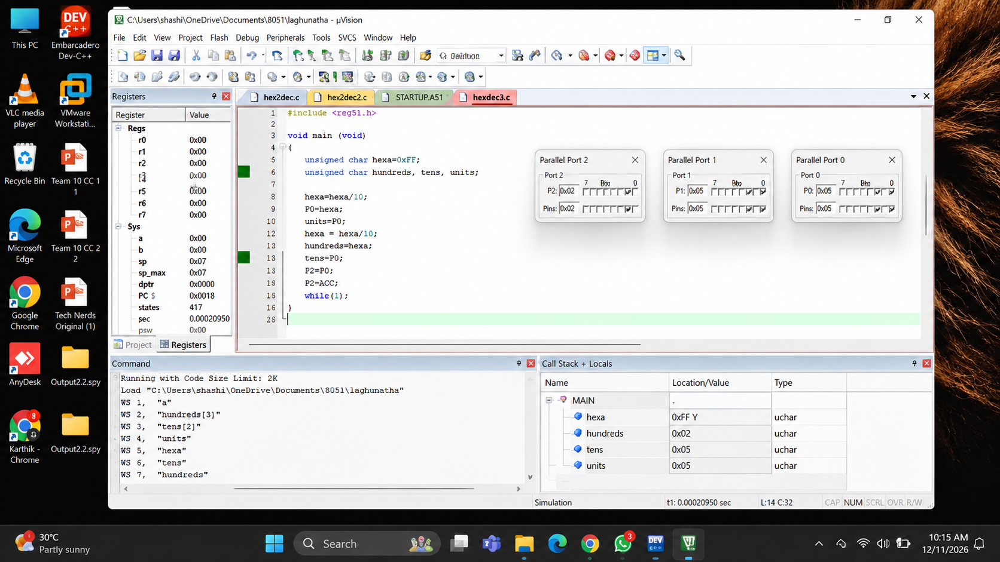 This PC
Embarcadero
Dev-C++
VLC media
player
VMware
Workstati...
Recycle Bin
Team 10 CC
1
Microsoft
Edge
Team 10 CC 2
2
Google
Chrome
Tech Nerds
Original (1)
AnyDesk
Output2.2.spy
Karthik -
Chrome
Output2.2.spy
DEV
C++
C:\Users\shashi\OneDrive\Documents\8051\laghunatha - µVision
File Edit View Project Flash Debug Peripherals Tools SVCS Window Help
Registers
Register Value
Regs
r0 0x00
r1 0x00
r2 0x00
0x00
r5 0x00
r6 0x00
r7 0x00
Sys
a 0x00
b 0x00
sp 0x07
sp_max 0x07
dptr 0x0000
PC $ 0x0018
states 417
sec 0.00020950
psw 0x00
Project Registers
hex2dec.c hex2dec2.c STARTUP.A51 hexdec3.c
1 #include <reg51.h>
2
3 void main (void)
4 {
5 unsigned char hexa=0xFF;
6 unsigned char hundreds, tens, units;
7
8 hexa=hexa/10;
9 P0=hexa;
10 units=P0;
12 hexa = hexa/10;
13 hundreds=hexa;
13 tens=P0;
13 P2=P0;
19 P2=ACC;
15 while(1);
16 }
28
Parallel Port 2
Port 2
7 0
P2: 0x02
Pins: 0x02
Parallel Port 1
Port 1
7 0
P1: 0x05
Pins: 0x05
Parallel Port 0
Port 0
7 0
P0: 0x05
Pins: 0x05
Command
Running with Code Size Limit: 2K
Load "C:\Users\shashi\OneDrive\Documents\8051\laghunatha"
WS 1, "a"
WS 2, "hundreds[3]"
WS 3, "tens[2]"
WS 4, "units"
WS 5, "hexa"
WS 6, "tens"
WS 7, "hundreds"
Call Stack + Locals
Name Location/Value Type
MAIN .
hexa 0xFF Y uchar
hundreds 0x02 uchar
tens 0x05 uchar
units 0x05 uchar
Simulation t1: 0.00020950 sec L:14 C:32 CAP NUM SCRL OVR R/W
30°C
Partly sunny
Search
3
DEV
10:15 AM
12/11/2026